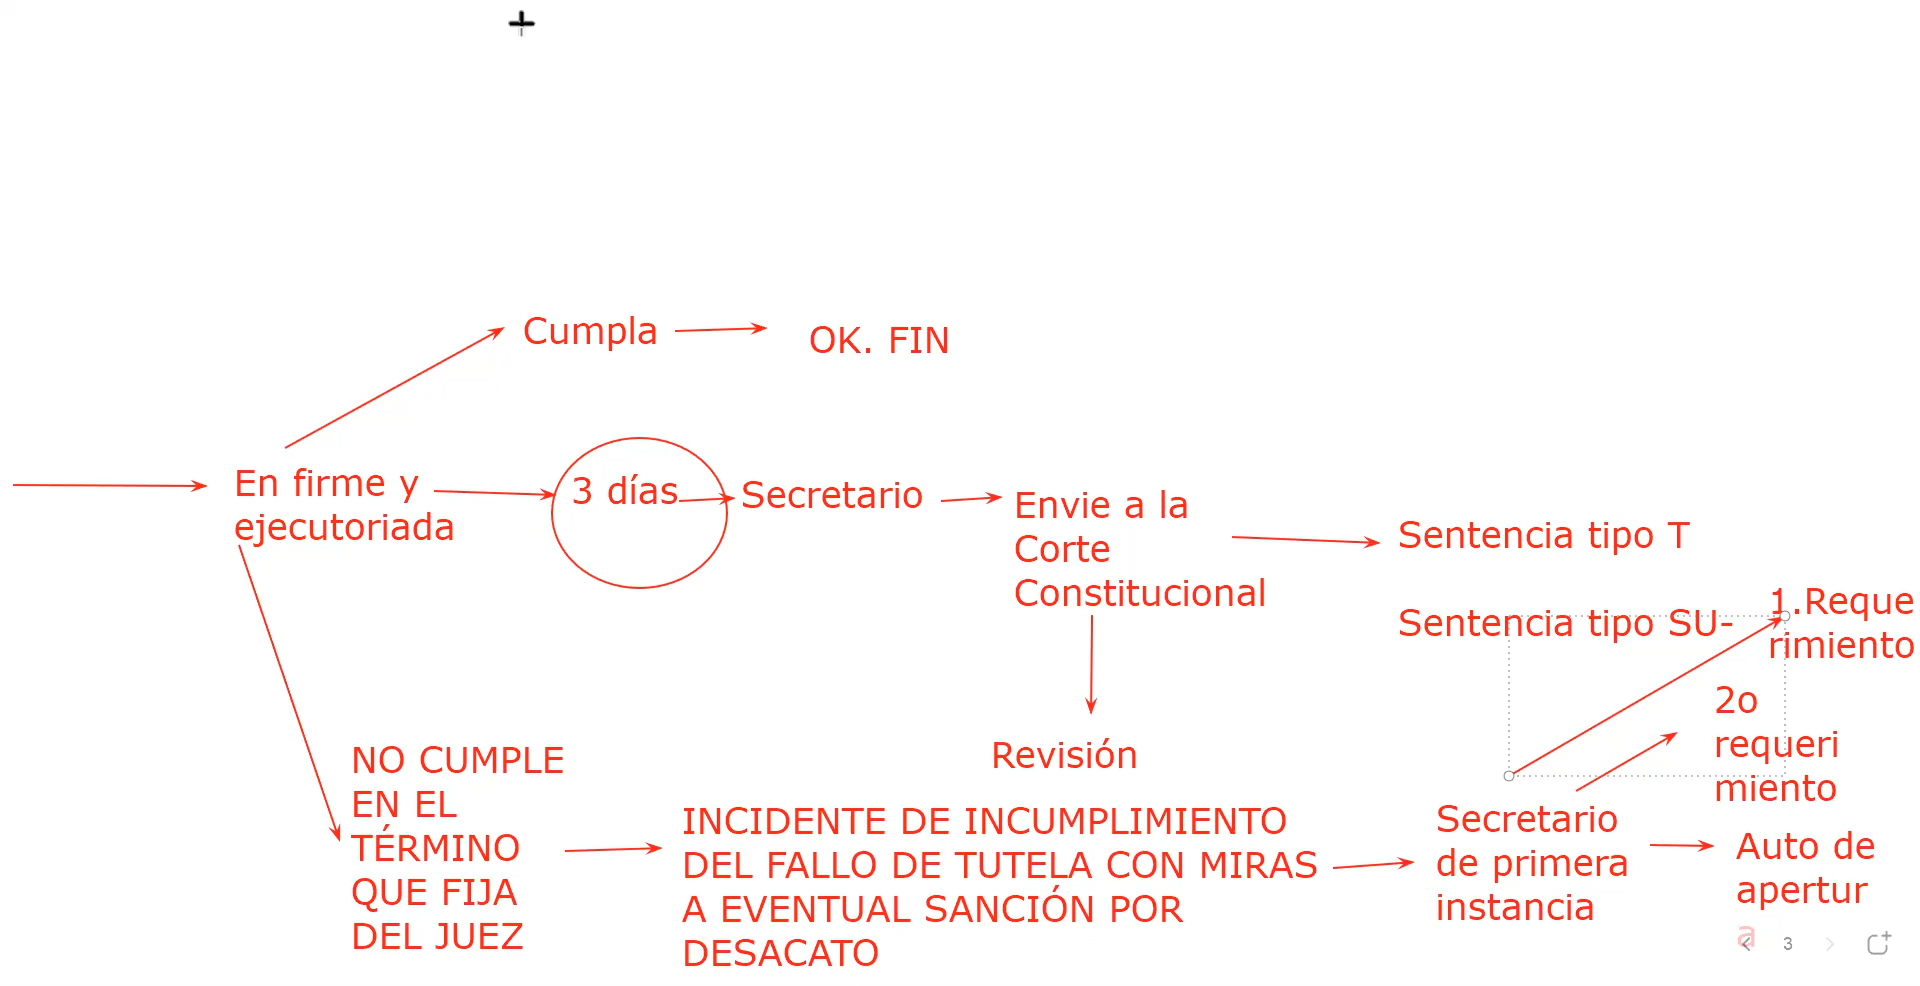 Cumpla
OK. FIN
En firme y
ejecutoriada
3 días
Secretario
Envie a la
Corte
Constitucional
Sentencia tipo T
Sentencia tipo SU-
1.Reque
rimiento
2o
requeri
miento
Revisión
NO CUMPLE
EN EL
TÉRMINO
QUE FIJA
DEL JUEZ
INCIDENTE DE INCUMPLIMIENTO
DEL FALLO DE TUTELA CON MIRAS
A EVENTUAL SANCIÓN POR
DESACATO
Secretario
de primera
instancia
Auto de
apertur
a
3